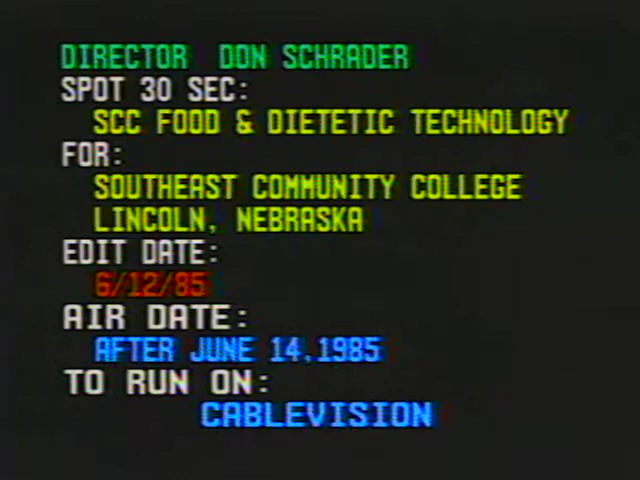 DIRECTOR  DON SCHRADER
SPOT 30 SEC:
SCC FOOD & DIETETIC TECHNOLOGY
FOR:
SOUTHEAST COMMUNITY COLLEGE
LINCOLN, NEBRASKA
EDIT DATE:
6/12/85
AIR DATE:
AFTER JUNE 14,1985
TO RUN ON:
CABLEVISION